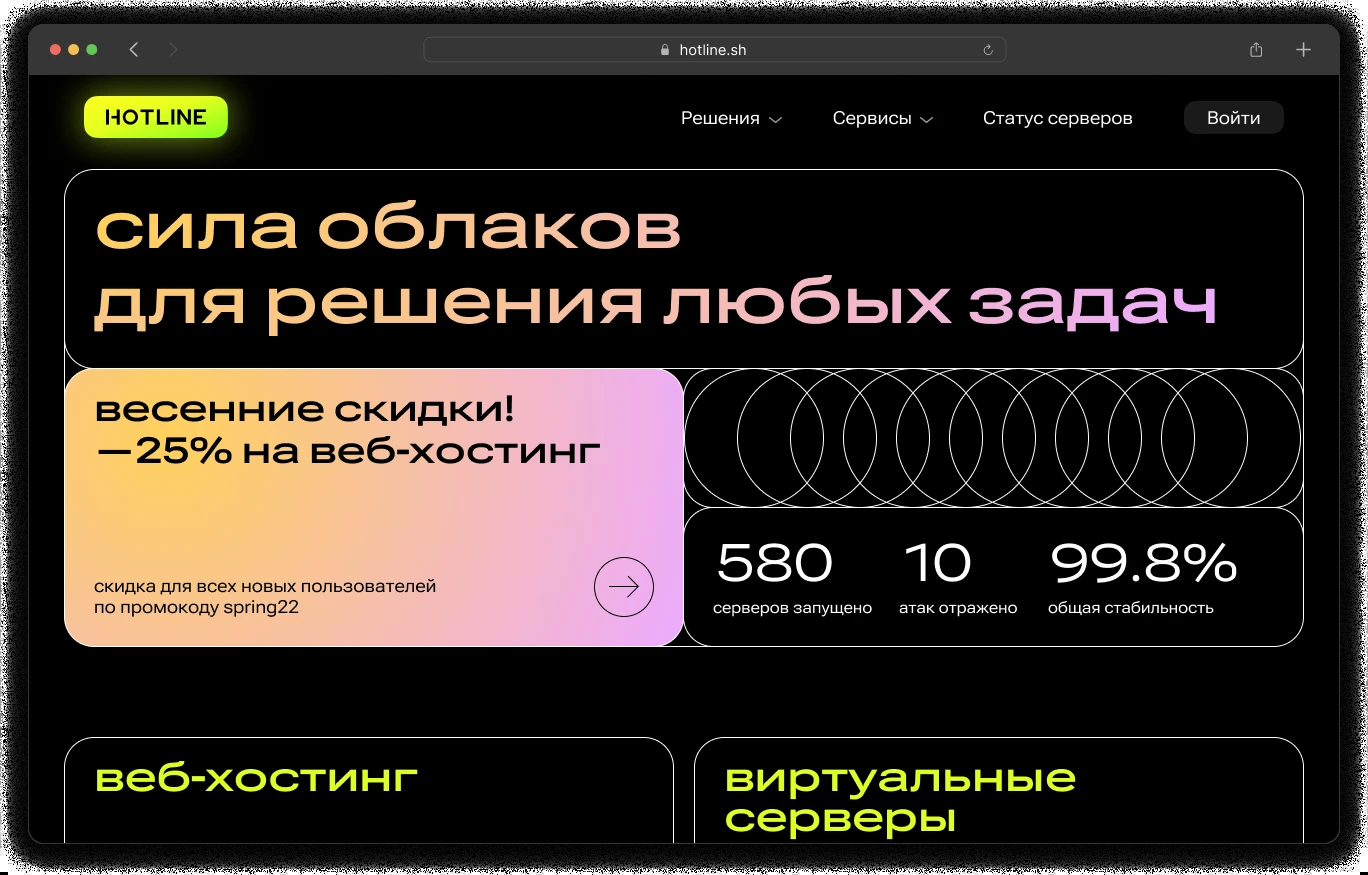 hotline.sh
HOTLINE
Решения
Сервисы
Статус серверов
Войти
сила облаков
для решения любых задач
весенние скидки!
—25% на веб-хостинг
скидка для всех новых пользователей
по промокоду spring22
580
серверов запущено
10
атак отражено
99.8%
общая стабильность
веб-хостинг
виртуальные
серверы